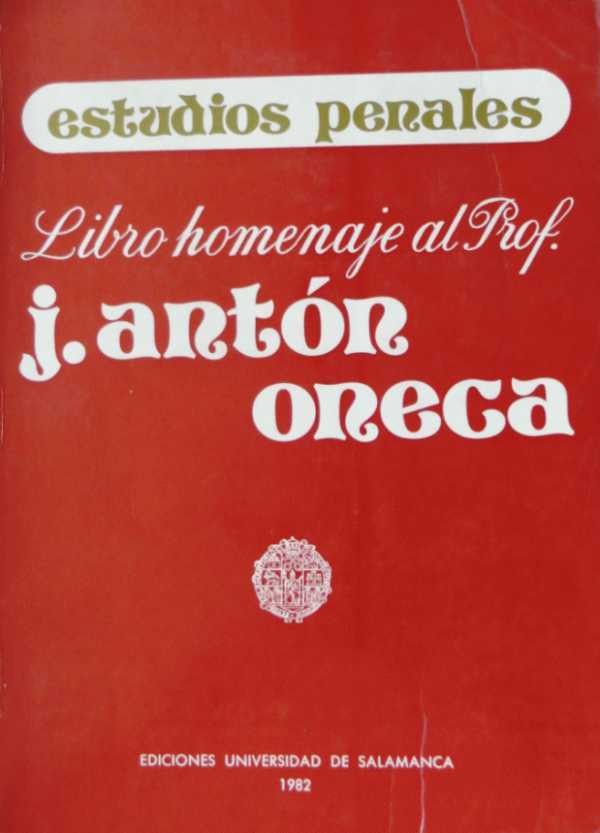 estudios penales
Libro homenaje al Prof.
j. antón
oneca
EDICIONES UNIVERSIDAD DE SALAMANCA
1982